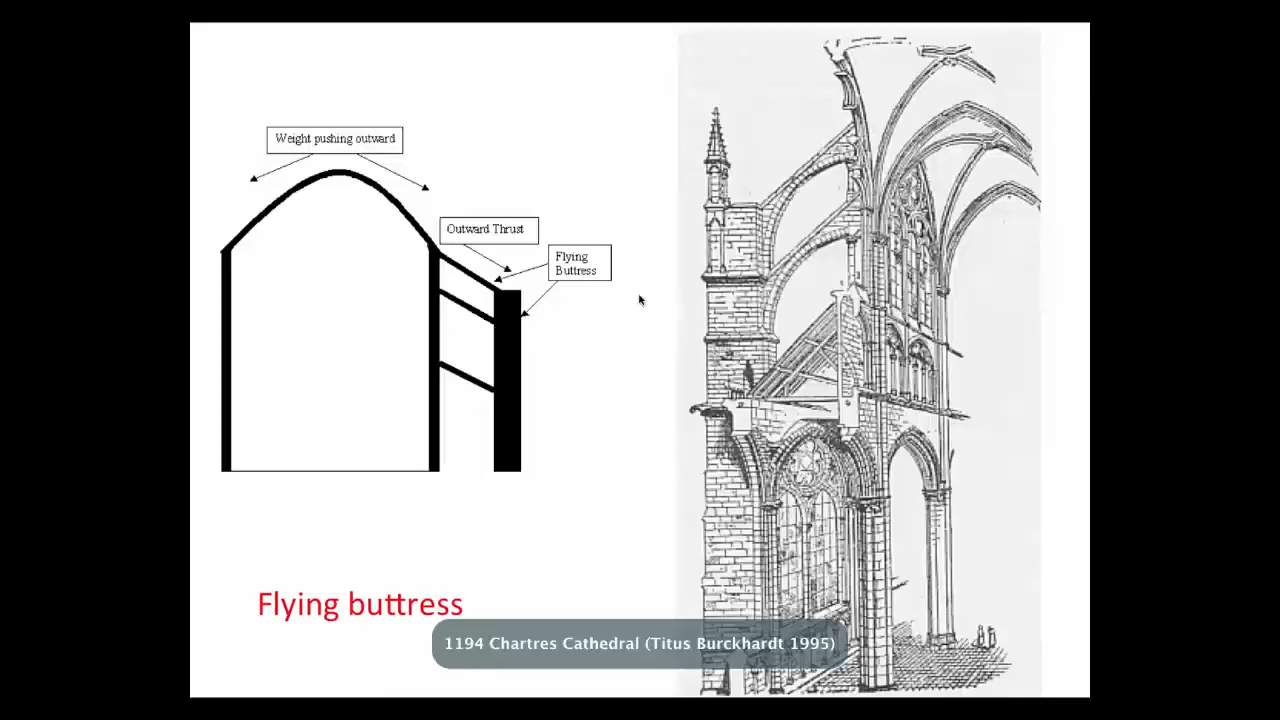 Weight pushing outward
Outward Thrust
Flying
Buttress
Flying buttress
1194 Chartres Cathedral (Titus Burckhardt 1995)